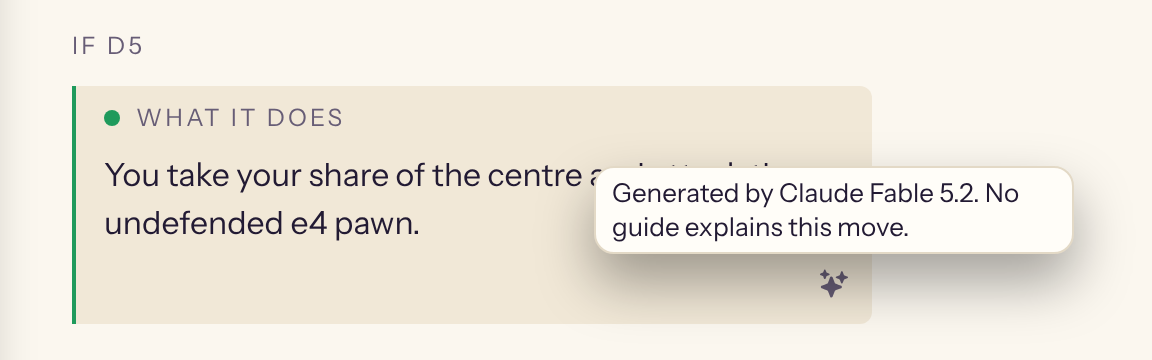 IF D5
WHAT IT DOES
You take your share of the centre
undefended e4 pawn.
Generated by Claude Fable 5.2. No
guide explains this move.